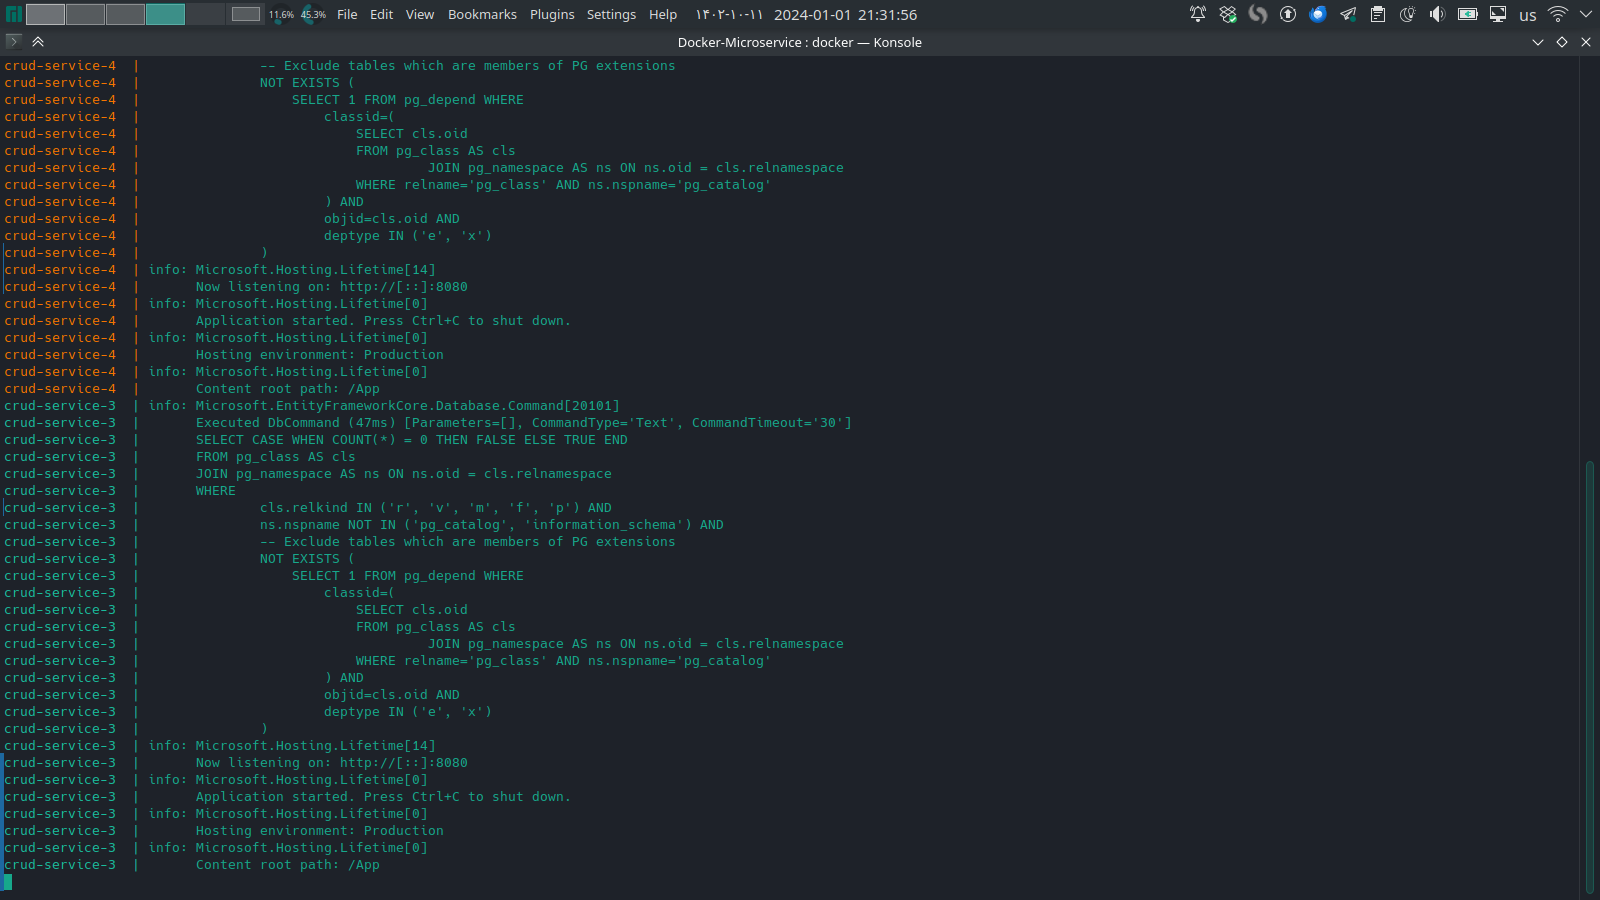 11.6% 45.3% File Edit View Bookmarks Plugins Settings Help ۱۴۰۲-۱۰-۱۱ 2024-01-01 21:31:56 us
Docker-Microservice : docker — Konsole
crud-service-4 | -- Exclude tables which are members of PG extensions
crud-service-4 | NOT EXISTS (
crud-service-4 | SELECT 1 FROM pg_depend WHERE
crud-service-4 | classid=(
crud-service-4 | SELECT cls.oid
crud-service-4 | FROM pg_class AS cls
crud-service-4 | JOIN pg_namespace AS ns ON ns.oid = cls.relnamespace
crud-service-4 | WHERE relname='pg_class' AND ns.nspname='pg_catalog'
crud-service-4 | ) AND
crud-service-4 | objid=cls.oid AND
crud-service-4 | deptype IN ('e', 'x')
crud-service-4 | )
crud-service-4 | info: Microsoft.Hosting.Lifetime[14]
crud-service-4 | Now listening on: http://[::]:8080
crud-service-4 | info: Microsoft.Hosting.Lifetime[0]
crud-service-4 | Application started. Press Ctrl+C to shut down.
crud-service-4 | info: Microsoft.Hosting.Lifetime[0]
crud-service-4 | Hosting environment: Production
crud-service-4 | info: Microsoft.Hosting.Lifetime[0]
crud-service-4 | Content root path: /App
crud-service-3 | info: Microsoft.EntityFrameworkCore.Database.Command[20101]
crud-service-3 | Executed DbCommand (47ms) [Parameters=[], CommandType='Text', CommandTimeout='30']
crud-service-3 | SELECT CASE WHEN COUNT(*) = 0 THEN FALSE ELSE TRUE END
crud-service-3 | FROM pg_class AS cls
crud-service-3 | JOIN pg_namespace AS ns ON ns.oid = cls.relnamespace
crud-service-3 | WHERE
crud-service-3 | cls.relkind IN ('r', 'v', 'm', 'f', 'p') AND
crud-service-3 | ns.nspname NOT IN ('pg_catalog', 'information_schema') AND
crud-service-3 | -- Exclude tables which are members of PG extensions
crud-service-3 | NOT EXISTS (
crud-service-3 | SELECT 1 FROM pg_depend WHERE
crud-service-3 | classid=(
crud-service-3 | SELECT cls.oid
crud-service-3 | FROM pg_class AS cls
crud-service-3 | JOIN pg_namespace AS ns ON ns.oid = cls.relnamespace
crud-service-3 | WHERE relname='pg_class' AND ns.nspname='pg_catalog'
crud-service-3 | ) AND
crud-service-3 | objid=cls.oid AND
crud-service-3 | deptype IN ('e', 'x')
crud-service-3 | )
crud-service-3 | info: Microsoft.Hosting.Lifetime[14]
crud-service-3 | Now listening on: http://[::]:8080
crud-service-3 | info: Microsoft.Hosting.Lifetime[0]
crud-service-3 | Application started. Press Ctrl+C to shut down.
crud-service-3 | info: Microsoft.Hosting.Lifetime[0]
crud-service-3 | Hosting environment: Production
crud-service-3 | info: Microsoft.Hosting.Lifetime[0]
crud-service-3 | Content root path: /App